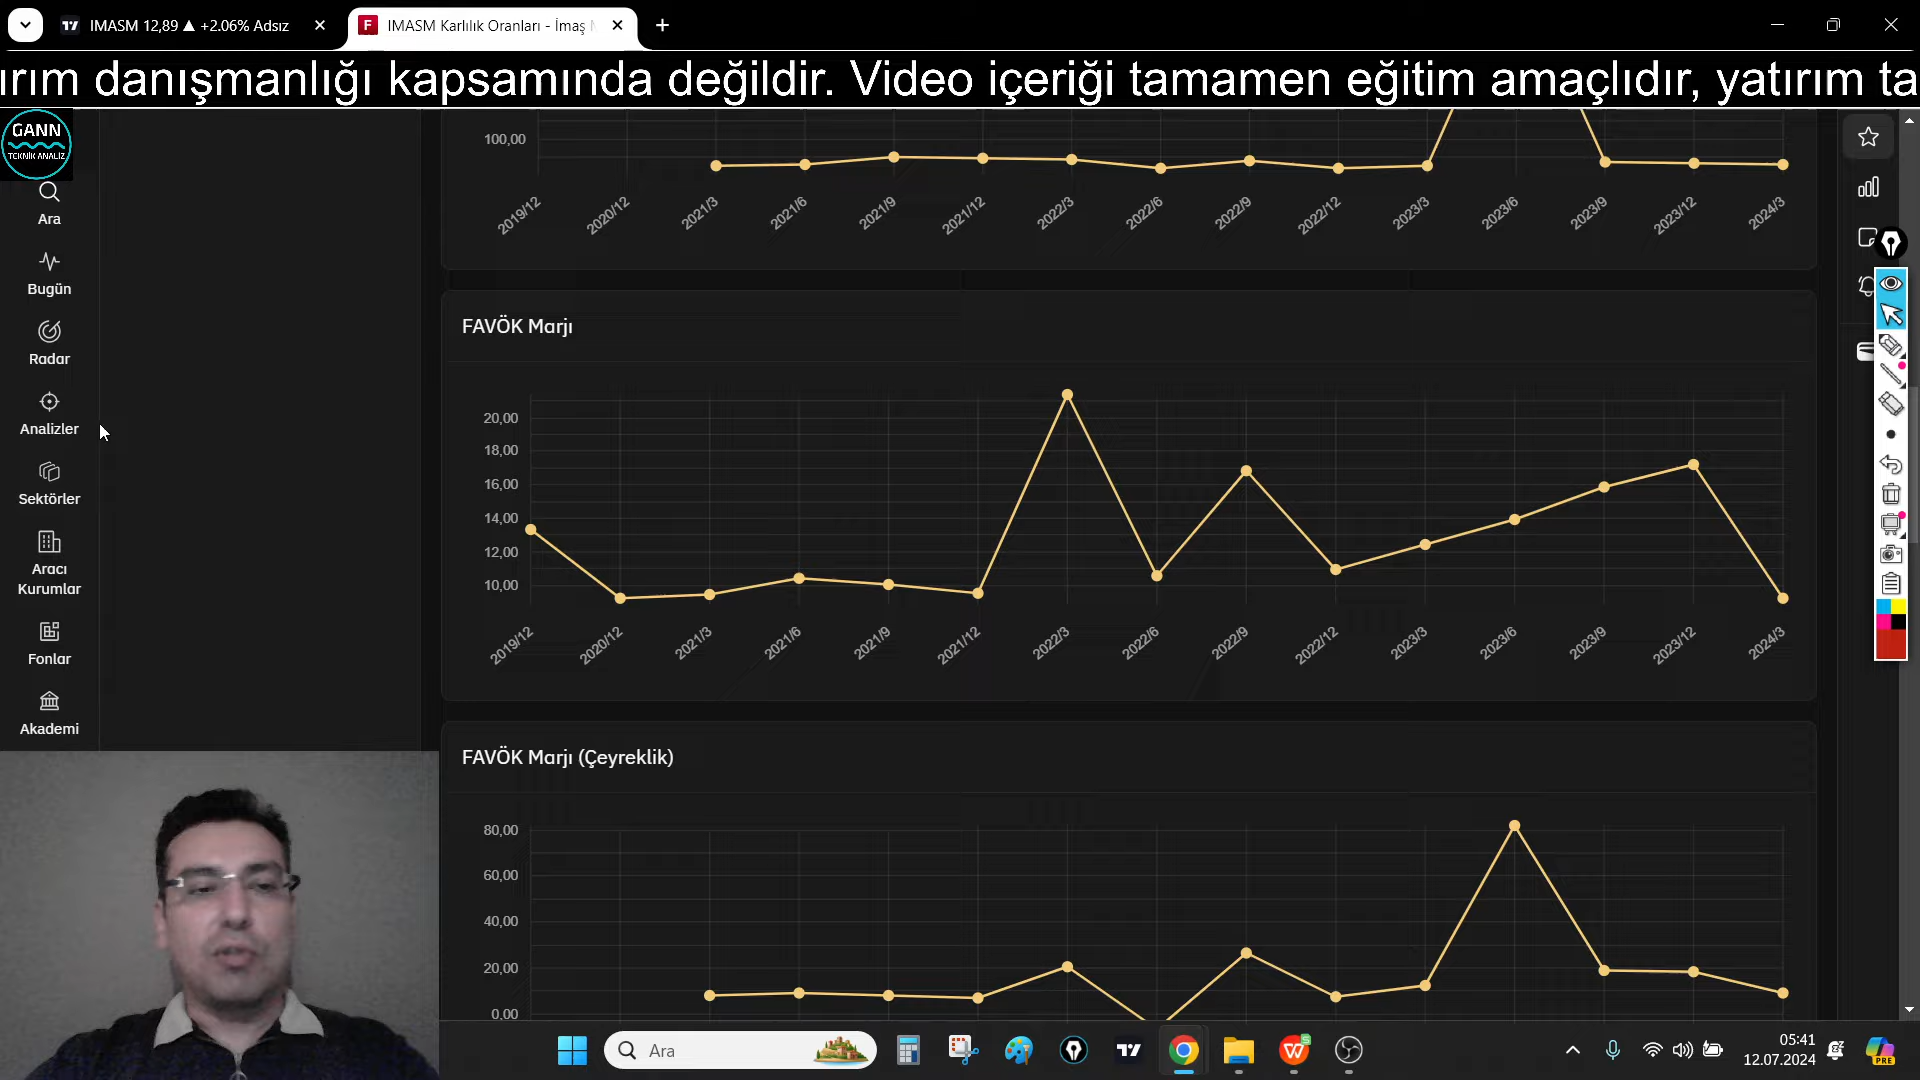 IMASM 12,89 ▲ +2.06% Adsız
IMASM Karlılık Oranları - İmaş
ırım danışmanlığı kapsamında değildir. Video içeriği tamamen eğitim amaçlıdır, yatırım ta
GANN
TEKNİK ANALİZ
Ara
Bugün
Radar
Analizler
Sektörler
Aracı
Kurumlar
Fonlar
Akademi
100,00
2019/12 2020/12 2021/3 2021/6 2021/9 2021/12 2022/3 2022/6 2022/9 2022/12 2023/3 2023/6 2023/9 2023/12 2024/3
FAVÖK Marjı
20,00
18,00
16,00
14,00
12,00
10,00
2019/12 2020/12 2021/3 2021/6 2021/9 2021/12 2022/3 2022/6 2022/9 2022/12 2023/3 2023/6 2023/9 2023/12 2024/3
FAVÖK Marjı (Çeyreklik)
80,00
60,00
40,00
20,00
0,00
Ara
05:41
12.07.2024
PRE